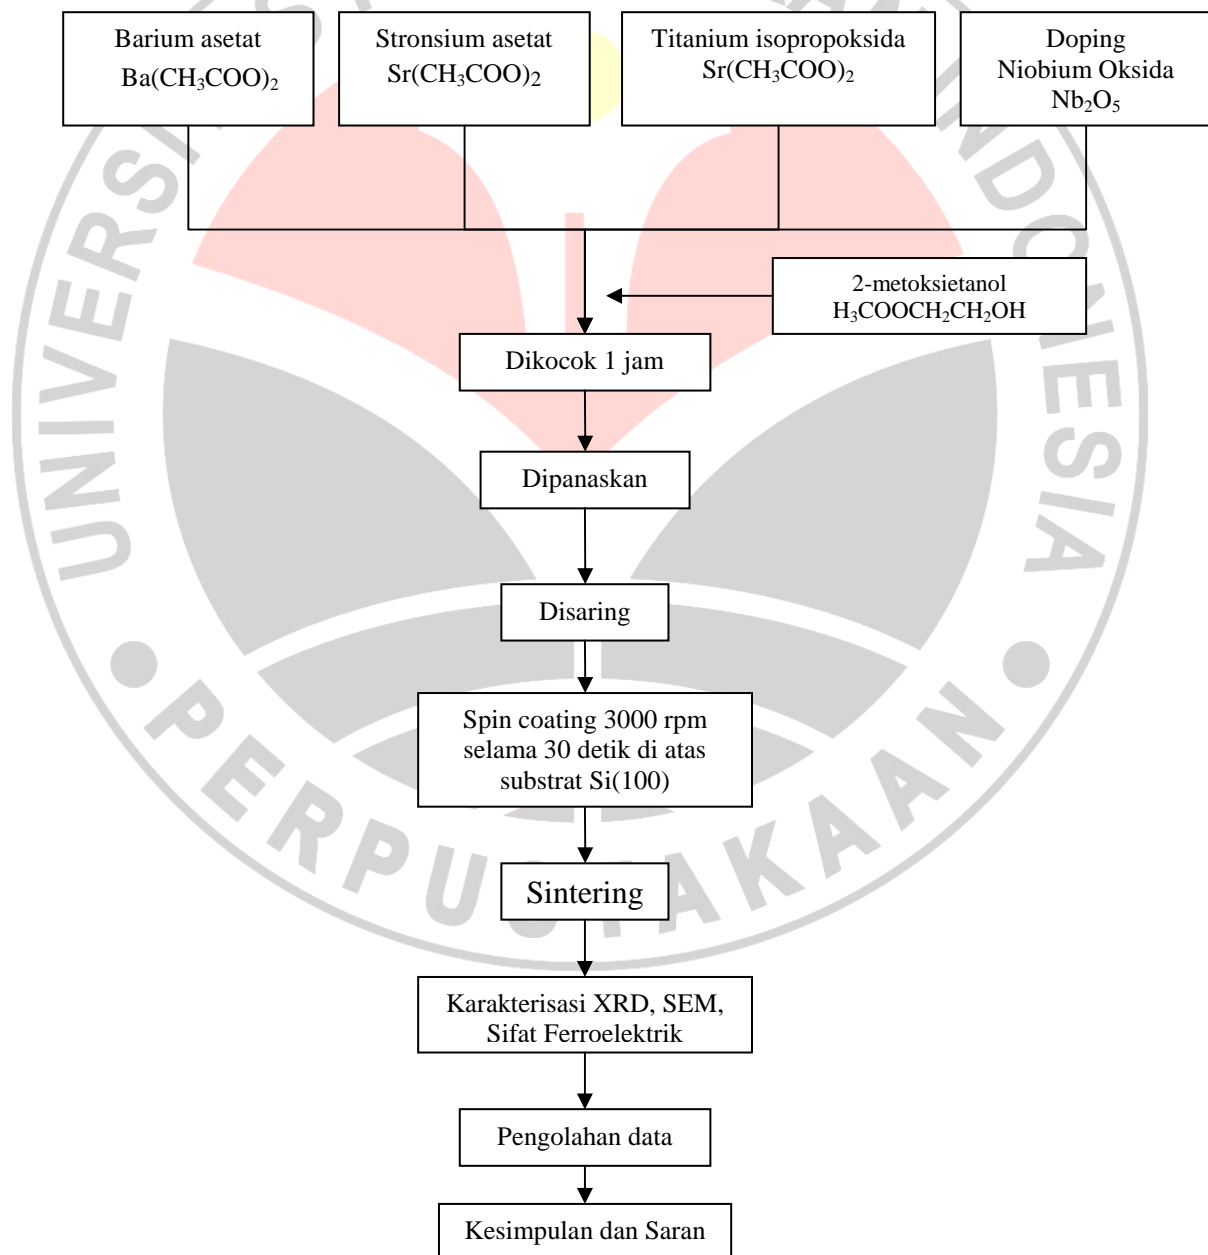 Barium asetat
Ba(CH₃COO)₂
Stronsium asetat
Sr(CH₃COO)₂
Titanium isopropoksida
Sr(CH₃COO)₂
Doping
Niobium Oksida
Nb₂O₅
2-metoksietanol
H₃COOCH₂CH₂OH
Dikocok 1 jam
Dipanaskan
Disaring
Spin coating 3000 rpm
selama 30 detik di atas
substrat Si(100)
Sintering
Karakterisasi XRD, SEM,
Sifat Ferroelektrik
Pengolahan data
Kesimpulan dan Saran
PERPUSTAKAAN